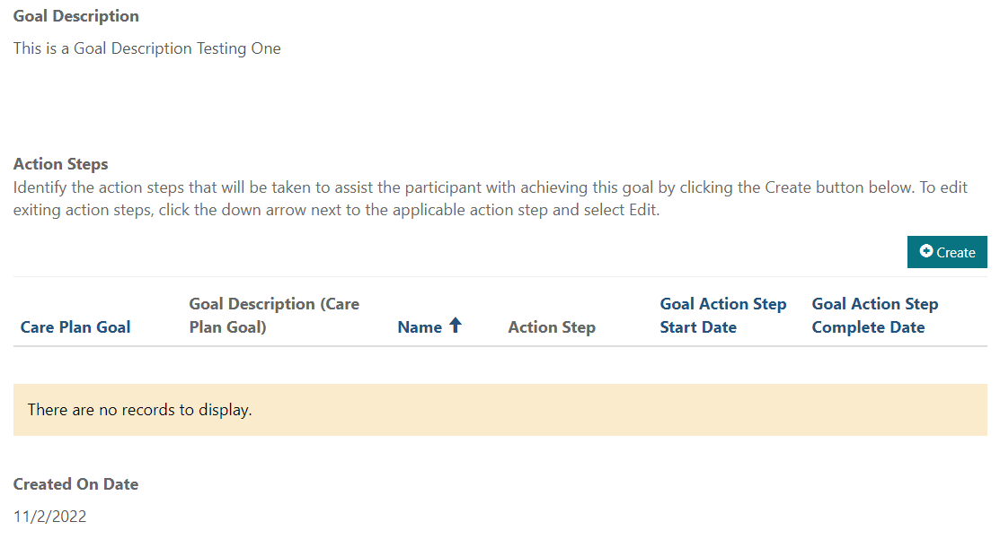 Goal Description
This is a Goal Description Testing One
Action Steps
Identify the action steps that will be taken to assist the participant with achieving this goal by clicking the Create button below. To edit
exiting action steps, click the down arrow next to the applicable action step and select Edit.
Create
Care Plan Goal
Goal Description (Care
Plan Goal)
Name
Action Step
Goal Action Step
Start Date
Goal Action Step
Complete Date
There are no records to display.
Created On Date
11/2/2022